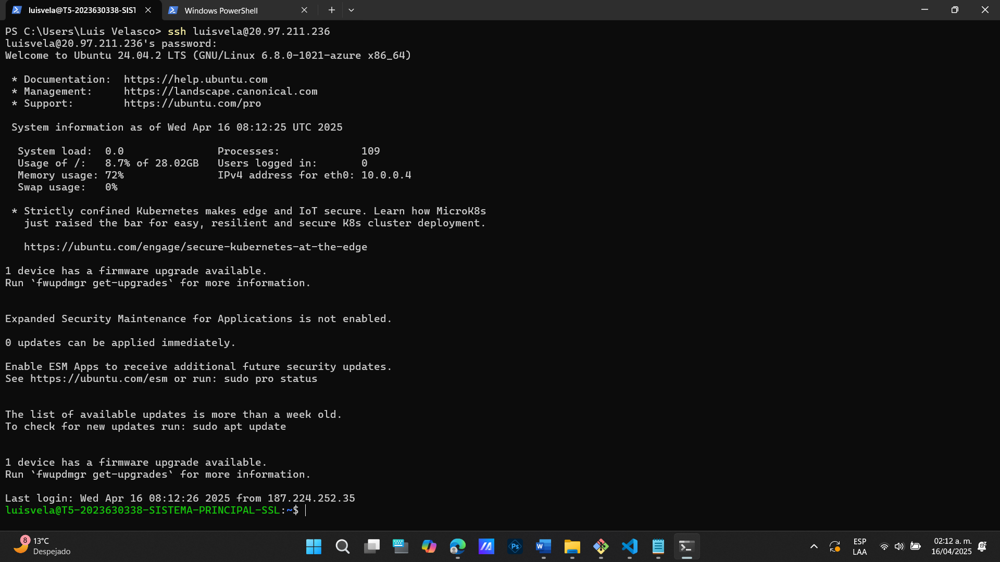 luisvela@T5-2023630338-SIST
Windows PowerShell
PS C:\Users\Luis Velasco> ssh luisvela@20.97.211.236
luisvela@20.97.211.236's password:
Welcome to Ubuntu 24.04.2 LTS (GNU/Linux 6.8.0-1021-azure x86_64)
* Documentation:  https://help.ubuntu.com
* Management:     https://landscape.canonical.com
* Support:        https://ubuntu.com/pro
System information as of Wed Apr 16 08:12:25 UTC 2025
System load:  0.0               Processes:             109
Usage of /:   8.7% of 28.02GB   Users logged in:       0
Memory usage: 72%               IPv4 address for eth0: 10.0.0.4
Swap usage:   0%
* Strictly confined Kubernetes makes edge and IoT secure. Learn how MicroK8s
just raised the bar for easy, resilient and secure K8s cluster deployment.
https://ubuntu.com/engage/secure-kubernetes-at-the-edge
1 device has a firmware upgrade available.
Run `fwupdmgr get-upgrades` for more information.
Expanded Security Maintenance for Applications is not enabled.
0 updates can be applied immediately.
Enable ESM Apps to receive additional future security updates.
See https://ubuntu.com/esm or run: sudo pro status
The list of available updates is more than a week old.
To check for new updates run: sudo apt update
1 device has a firmware upgrade available.
Run `fwupdmgr get-upgrades` for more information.
Last login: Wed Apr 16 08:12:26 2025 from 187.224.252.35
luisvela@T5-2023630338-SISTEMA-PRINCIPAL-SSL:~$
8
13°C
Despejado
Ps
W
ESP
LAA
02:12 a. m.
16/04/2025